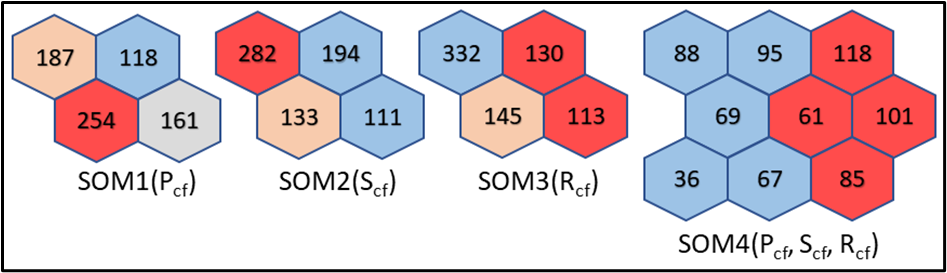 187 118
254 161
SOM1(Pcf)
282 194
133 111
SOM2(Scf)
332 130
145 113
SOM3(Rcf)
88 95 118
69 61 101
36 67 85
SOM4(Pcf, Scf, Rcf)